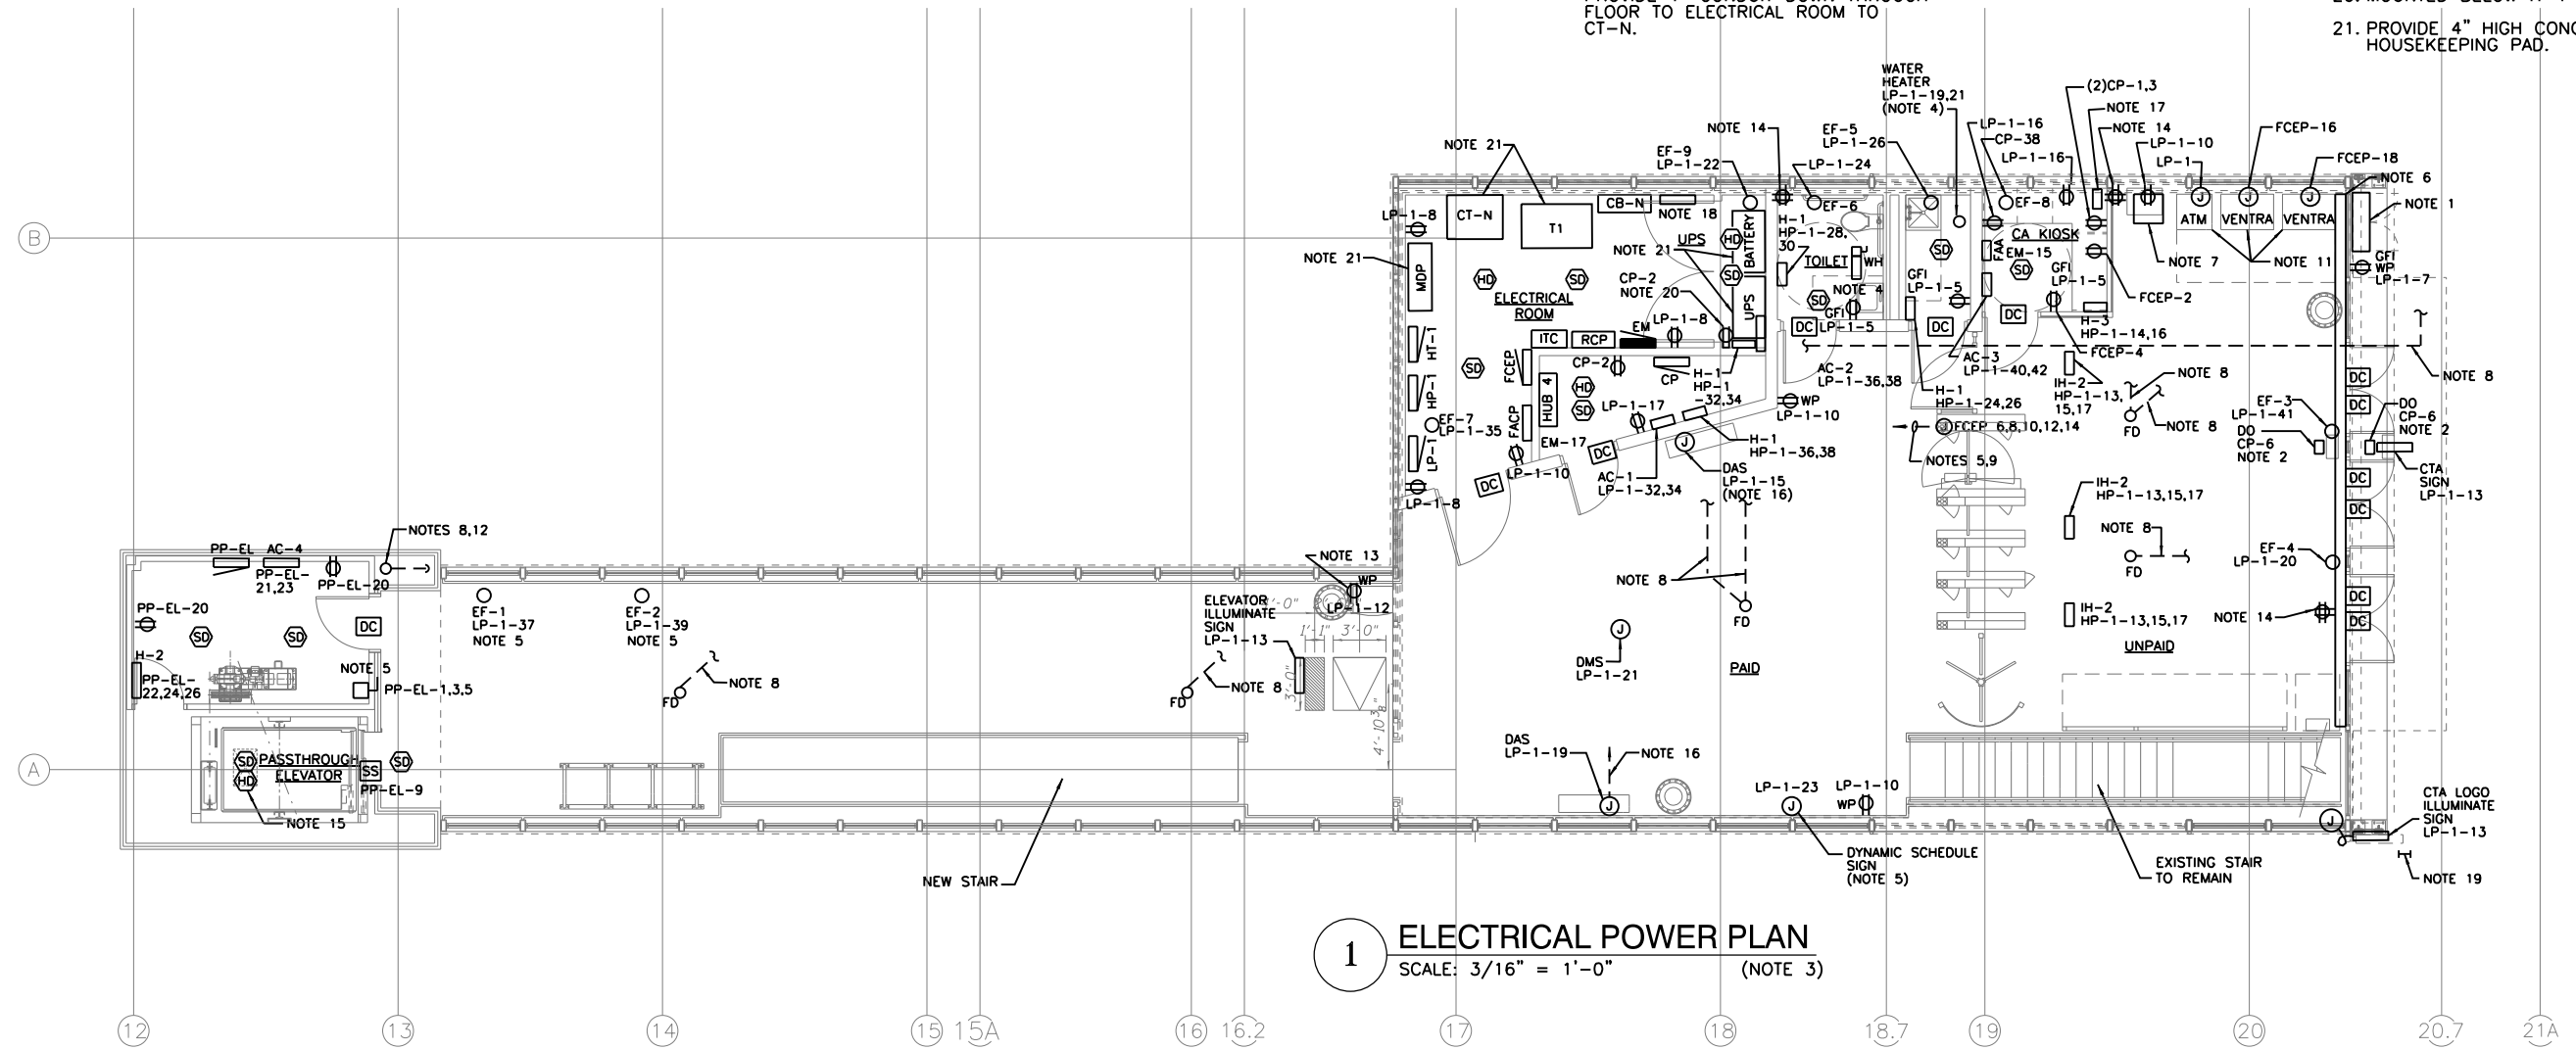 FLOOR TO ELECTRICAL ROOM TO
CT-N.
21. PROVIDE 4" HIGH CONC
HOUSEKEEPING PAD.
WATER
HEATER
LP-1-19,21
(NOTE 4)
(2)CP-1,3
NOTE 17
NOTE 14
LP-1-10
LP-1
FCEP-16
FCEP-18
NOTE 6
NOTE 1
NOTE 14
EF-5
LP-1-26
LP-1-16
CP-38
LP-1-16
NOTE 21
EF-9
LP-1-22
LP-1-24
CB-N
NOTE 18
EF-6
EF-8
B
LP-1-8
CT-N
T1
H-1
HP-1-28,
30
ATM
VENTRA
VENTRA
CA KIOSK
UPS
HD
BATTERY
NOTE 21
NOTE 21
MDP
HD
SD
SD
TOILET
WH
SD
FAA
EM-15
SD
NOTE 7
NOTE 11
GFI
WP
LP-1-7
CP-2
NOTE 20
UPS
NOTE 4
SD
GFI
LP-1-5
GFI
LP-1-5
GFI
LP-1-5
FCEP-2
ELECTRICAL
ROOM
EM
LP-1-8
DC
DC
DC
H-3
HP-1-14,16
ITC
RCP
HT-1
FCEP
CP-2
CP
H-1
HP-1
-32,34
AC-2
LP-1-36,38
AC-3
LP-1-40,42
FCEP-4
SD
HUB 4
HD
SD
NOTE 8
NOTE 8
HP-1
IH-2
HP-1-13,
15,17
DC
DC
EF-7
LP-1-35
FACP
LP-1-17
WP
LP-1-10
H-1
HP-1-24,26
FD
NOTE 8
EF-3
LP-1-41
DO
CP-6
NOTE 2
DO
CP-6
NOTE 2
FCEP 6,8,10,12,14
NOTES 5,9
LP-1
EM-17
DC
J
H-1
HP-1-36,38
LP-1-10
AC-1
LP-1-32,34
DAS
LP-1-15
(NOTE 16)
DC
LP-1-8
CTA
SIGN
LP-1-13
DC
DC
IH-2
HP-1-13,15,17
NOTE 8
FD
EF-4
LP-1-20
NOTES 8,12
PP-EL
AC-4
PP-EL-
21,23
PP-EL-20
NOTE 13
WP
LP-1-12
NOTE 8
PP-EL-20
SD
SD
DC
EF-1
LP-1-37
NOTE 5
EF-2
LP-1-39
NOTE 5
ELEVATOR
ILLUMINATE
SIGN
LP-1-13
1'-1"
3'-0"
FD
IH-2
HP-1-13,15,17
NOTE 14
DC
DC
UNPAID
H-2
PP-EL-
22,24,26
NOTE 5
PP-EL-1,3,5
NOTE 8
FD
NOTE 8
FD
3'-0"
J
DMS
LP-1-21
PAID
A
SD
PASSTHROUGH
HD
ELEVATOR
SS
SD
PP-EL-9
NOTE 15
DAS
LP-1-19
NOTE 16
J
LP-1-23
J
LP-1-10
WP
CTA LOGO
ILLUMINATE
SIGN
LP-1-13
J
NEW STAIR
DYNAMIC SCHEDULE
SIGN
(NOTE 5)
EXISTING STAIR
TO REMAIN
NOTE 19
1
ELECTRICAL POWER PLAN
SCALE: 3/16" = 1'-0"
(NOTE 3)
12
13
14
15
15A
16
16.2
17
18
18.7
19
20
20.7
21A